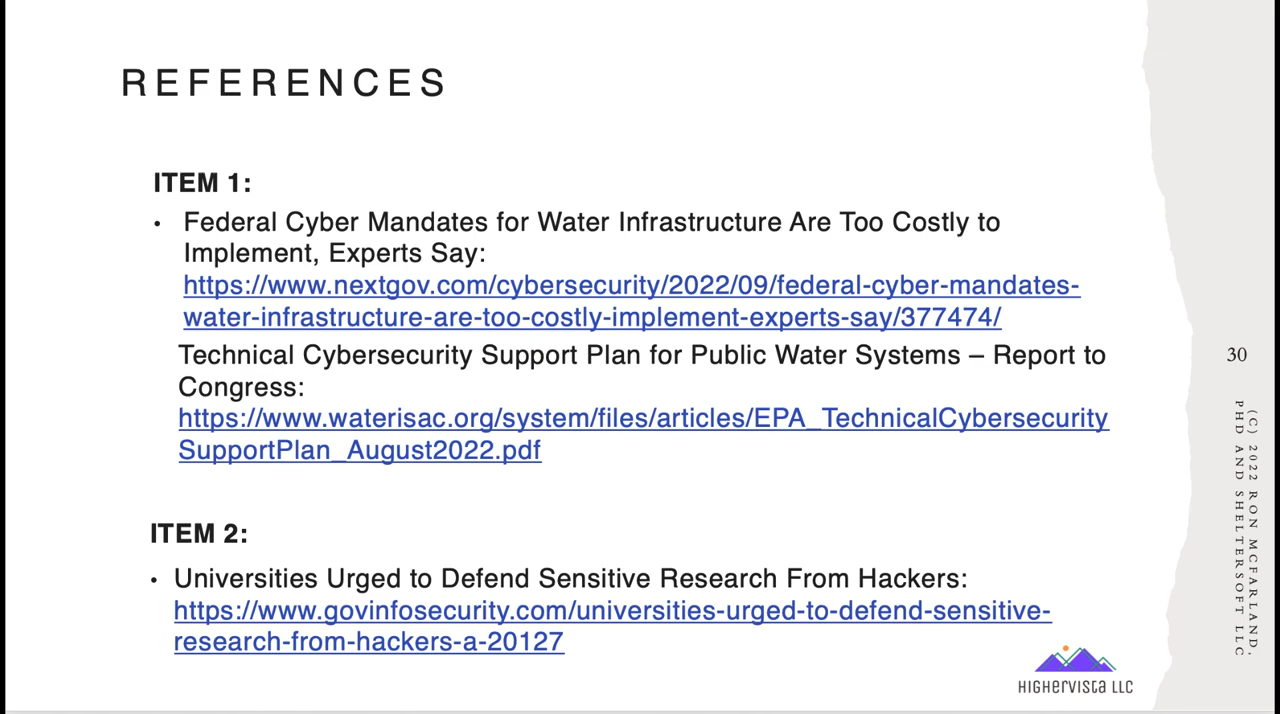 REFERENCES
ITEM 1:
• Federal Cyber Mandates for Water Infrastructure Are Too Costly to
Implement, Experts Say:
https://www.nextgov.com/cybersecurity/2022/09/federal-cyber-mandates-
water-infrastructure-are-too-costly-implement-experts-say/377474/
Technical Cybersecurity Support Plan for Public Water Systems – Report to
Congress:
https://www.waterisac.org/system/files/articles/EPA_TechnicalCybersecurity
SupportPlan_August2022.pdf
ITEM 2:
• Universities Urged to Defend Sensitive Research From Hackers:
https://www.govinfosecurity.com/universities-urged-to-defend-sensitive-
research-from-hackers-a-20127
HIGHERVISTA LLC
30
(C) 2022 RON MCFARLAND,
PHD AND SHELTERSOFT LLC